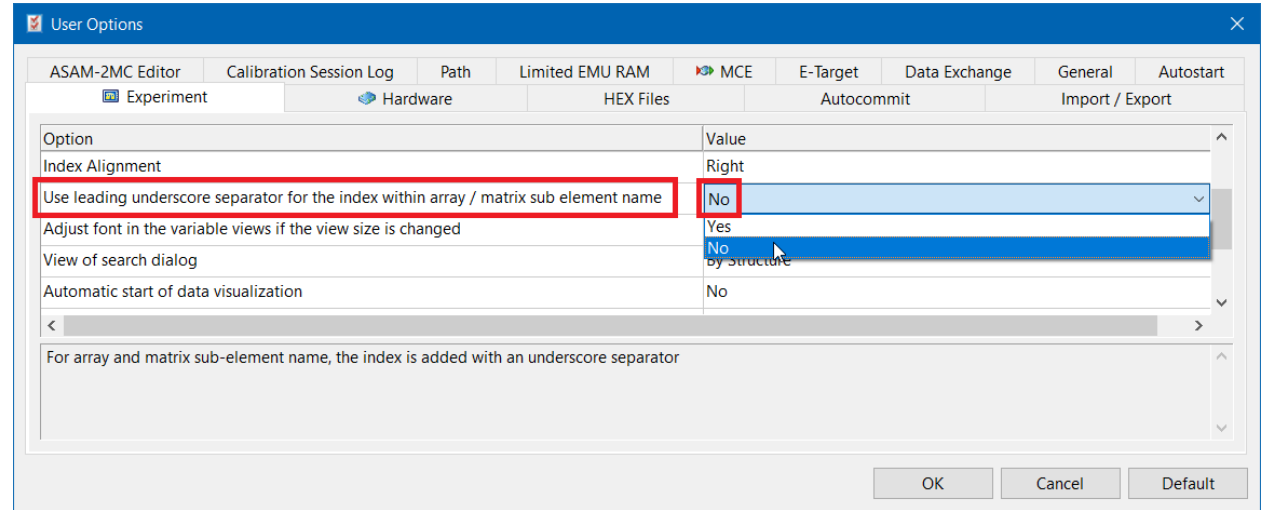 User Options
ASAM-2MC Editor Calibration Session Log Path Limited EMU RAM MCE E-Target Data Exchange General Autostart
Experiment Hardware HEX Files Autocommit Import / Export
Option Value
Index Alignment Right
Use leading underscore separator for the index within array / matrix sub element name No
Adjust font in the variable views if the view size is changed Yes
No
View of search dialog By Structure
Automatic start of data visualization No
For array and matrix sub-element name, the index is added with an underscore separator
OK Cancel Default